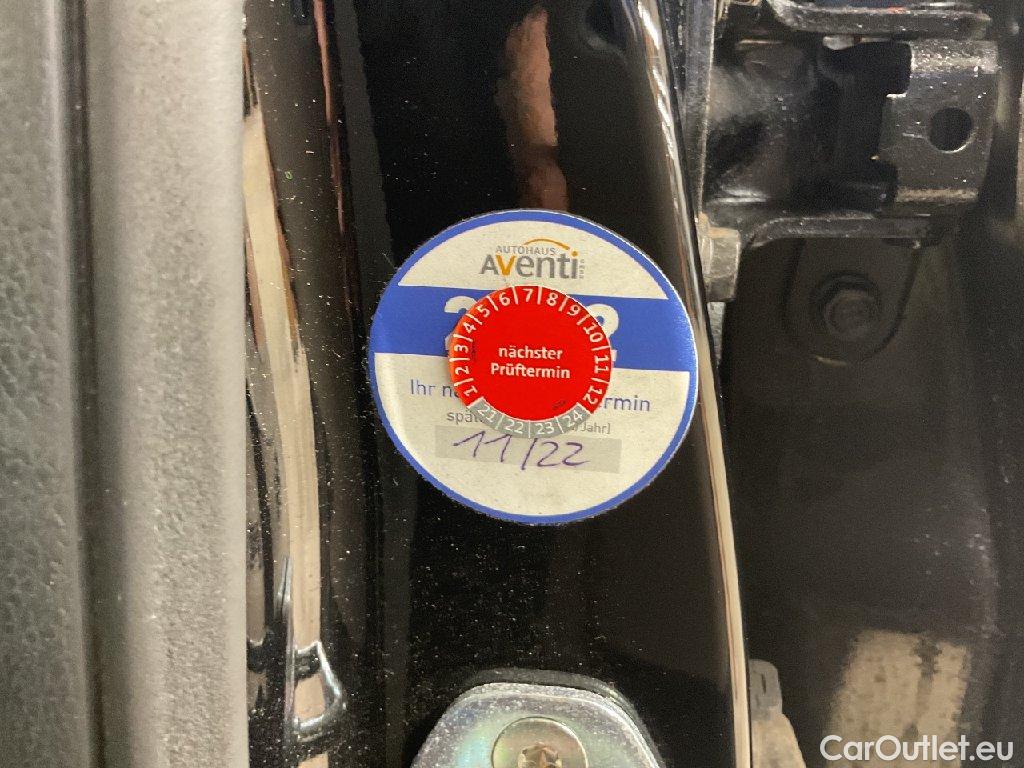 AUTOHAUS
AVenti
1 2 3 4 5 6 7 8 9 10 11 12
nächster
Prüftermin
21 22 23 24
Ihr
11/22
CarOutlet.eu